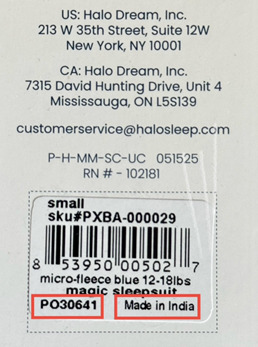 US: Halo Dream, Inc.
213 W 35th Street, Suite 12W
New York, NY 10001
CA: Halo Dream, Inc.
7315 David Hunting Drive, Unit 4
Mississauga, ON L5S139
customerservice@halosleep.com
P-H-MM-SC-UC 051525
RN # - 102181
small
sku#PXBA-000029
8 53950 00502 7
micro-fleece blue 12-18lbs
magic sleepsuit
PO30641 Made in India